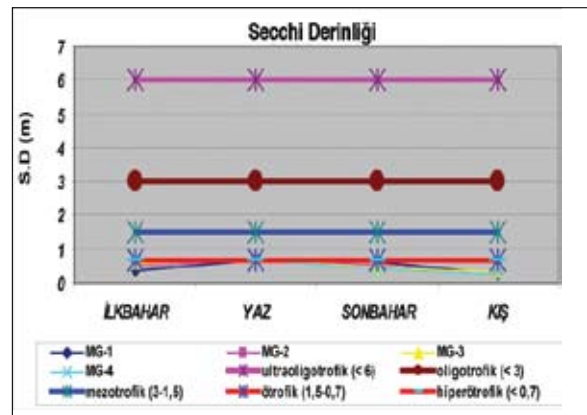 Secchi Derinliği
S.D (m)
7
6
5
4
3
2
1
0
İLKBAHAR YAZ SONBAHAR KIŞ
MG-1 MG-2 MG-3
MG-4 ultraoligotrofik (< 6) oligotrofik (< 3)
mezotrofik (3-1,5) ötrofik (1,5-0,7) hiperötrofik (< 0,7)